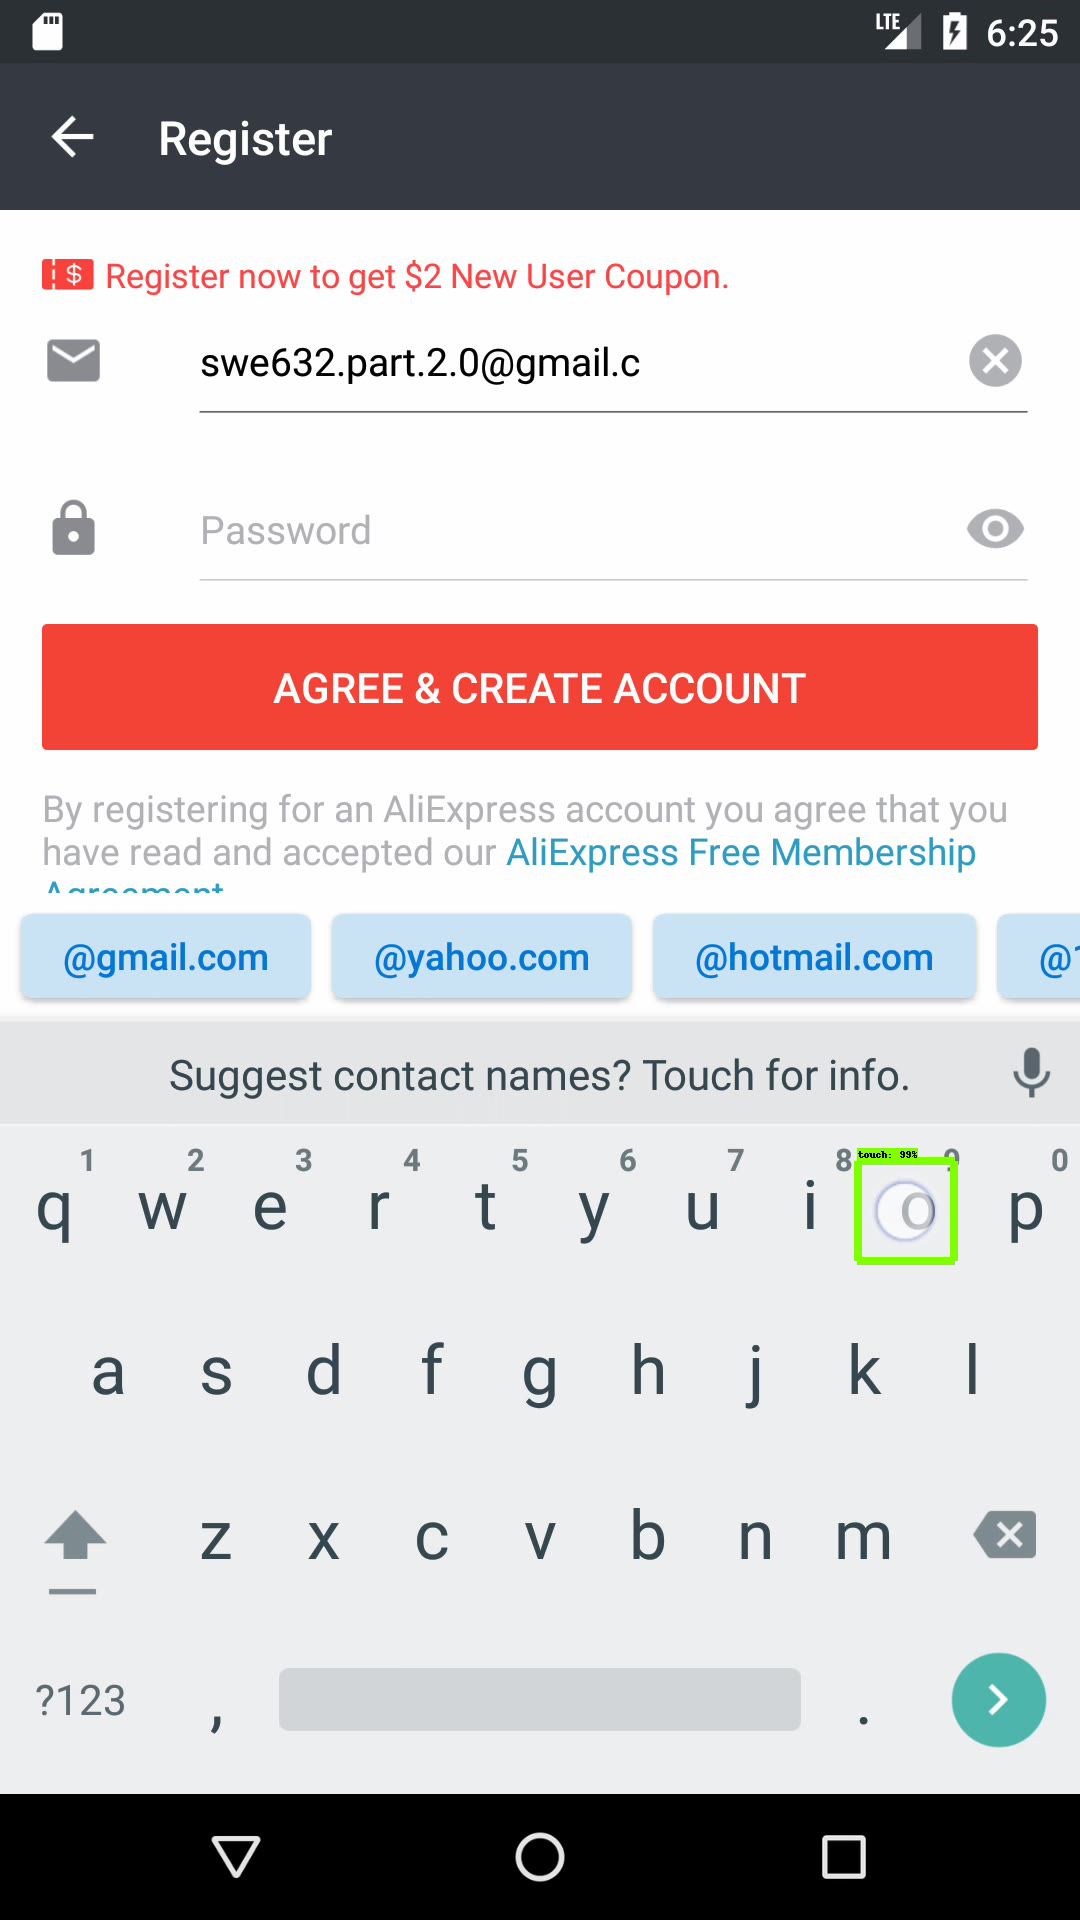 LTE 6:25
Register
$ Register now to get $2 New User Coupon.
swe632.part.2.0@gmail.c
Password
AGREE & CREATE ACCOUNT
By registering for an AliExpress account you agree that you
have read and accepted our AliExpress Free Membership
Agreement
@gmail.com @yahoo.com @hotmail.com @1
Suggest contact names? Touch for info.
1 2 3 4 5 6 7 8 touch: 99% 9 0
q w e r t y u i o p
a s d f g h j k l
z x c v b n m
?123 , .